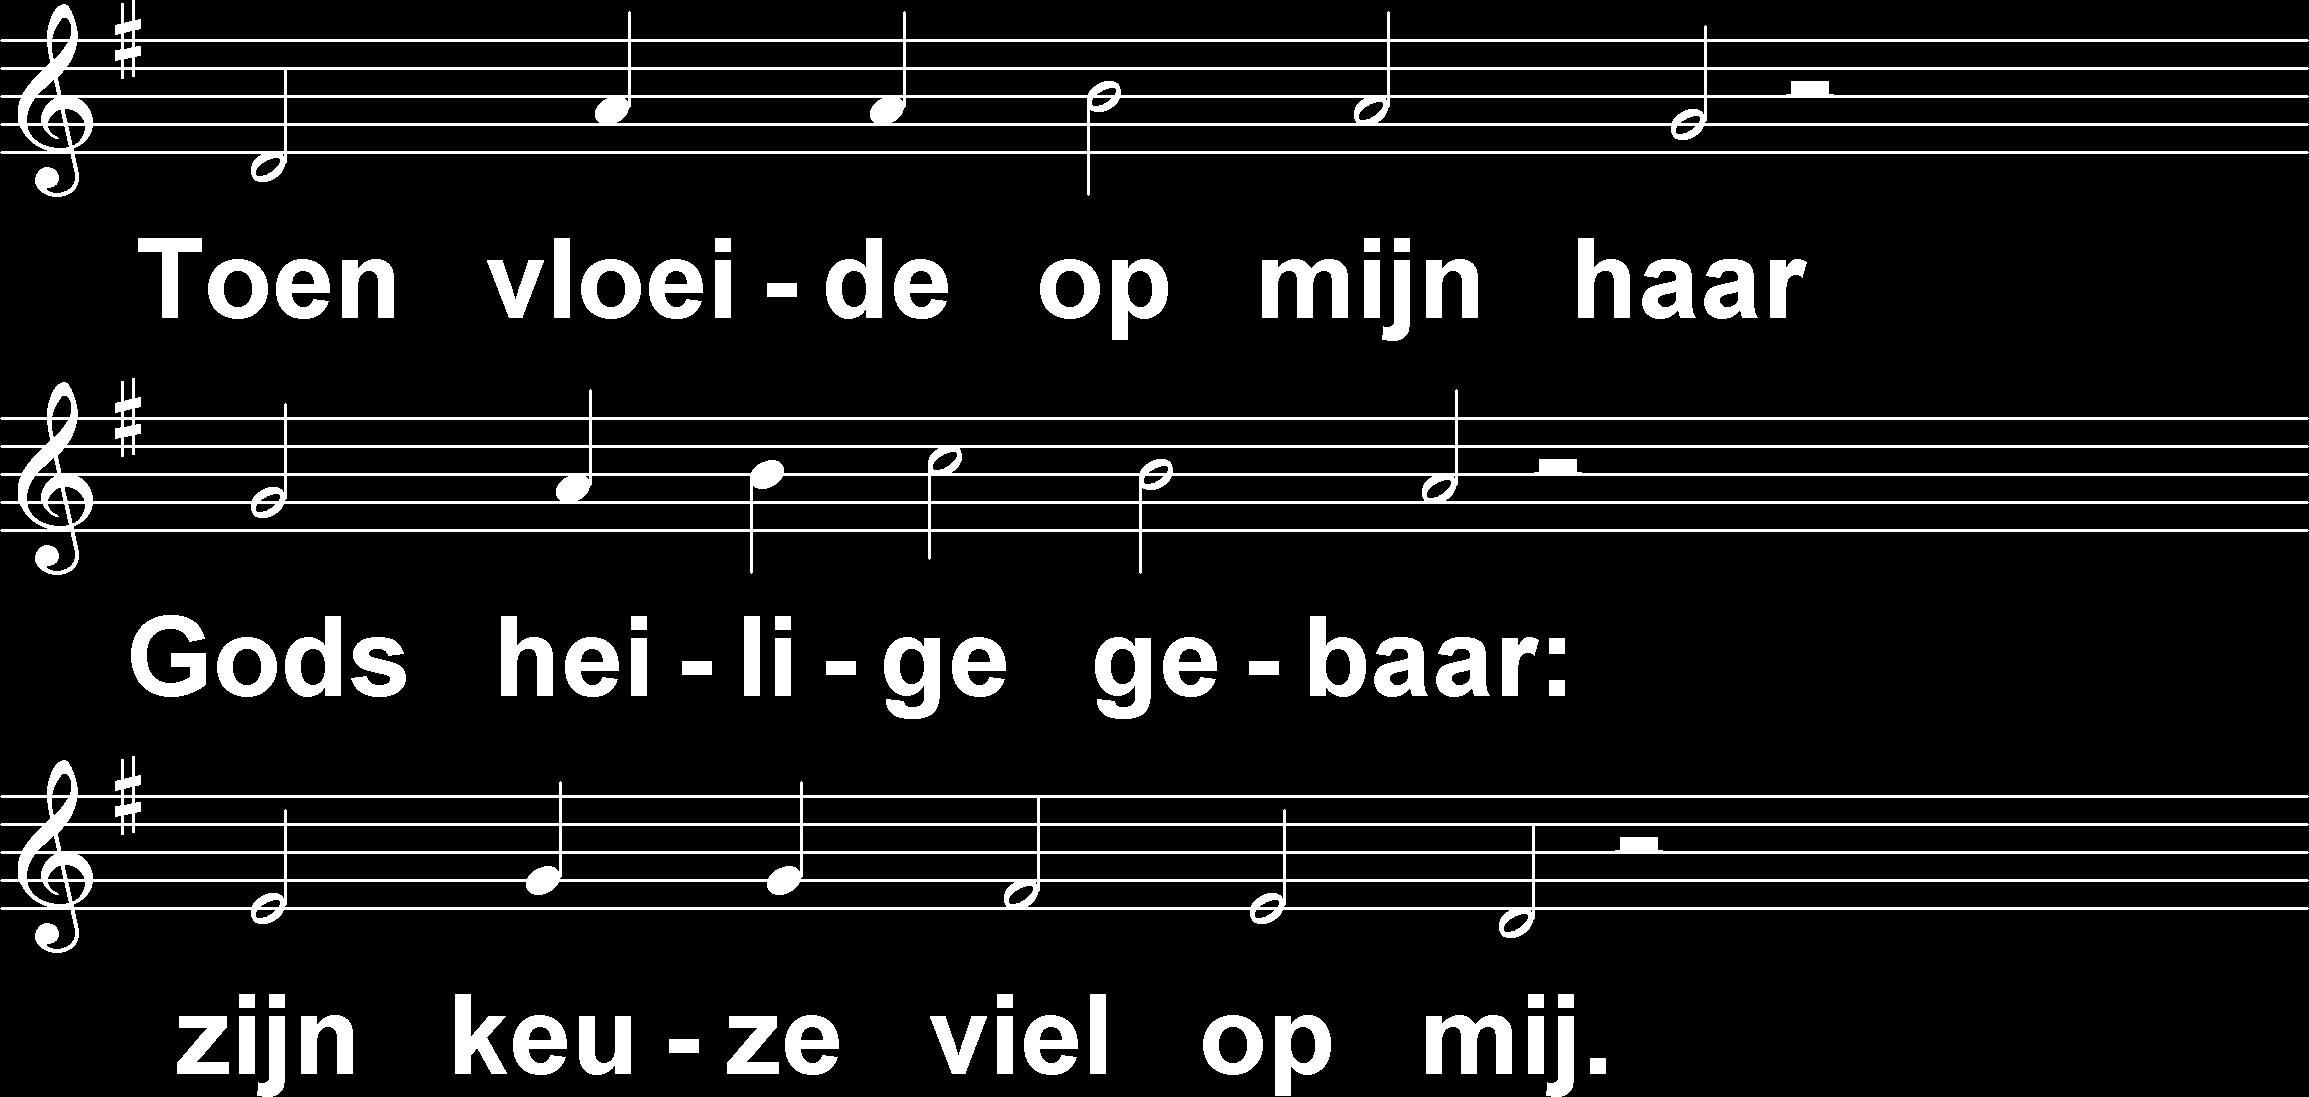 Toen vloei - de op mijn haar
Gods hei - li - ge ge - baar:
zijn keu - ze viel op mij.